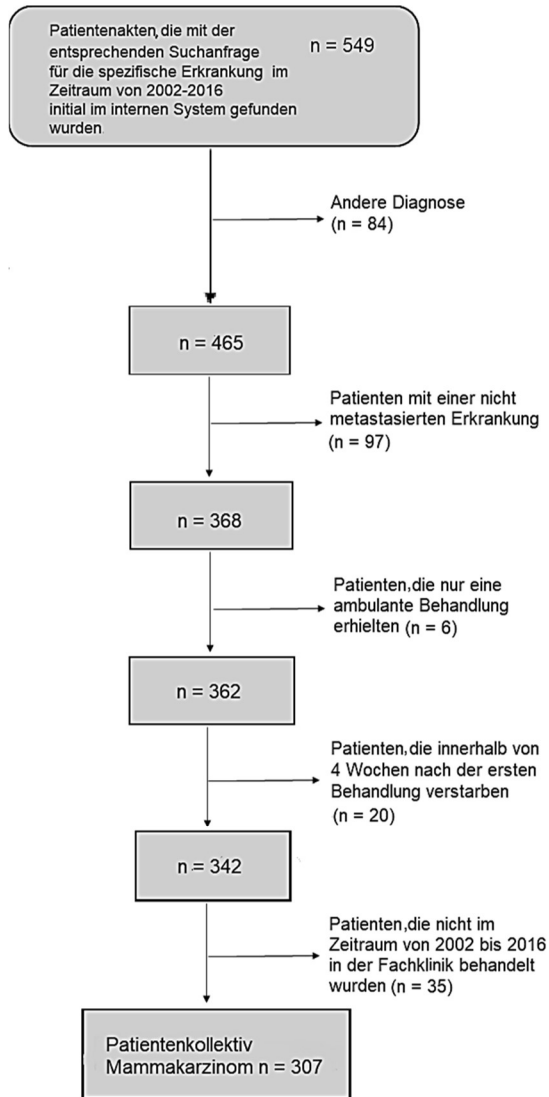 Patientenakten,die mit der
entsprechenden Suchanfrage
für die spezifische Erkrankung im
Zeitraum von 2002-2016
initial im internen System gefunden
wurden
n = 549
Andere Diagnose
(n = 84)
n = 465
Patienten mit einer nicht
metastasierten Erkrankung
(n = 97)
n = 368
Patienten,die nur eine
ambulante Behandlung
erhielten (n = 6)
n = 362
Patienten,die innerhalb von
4 Wochen nach der ersten
Behandlung verstarben
(n = 20)
n = 342
Patienten,die nicht im
Zeitraum von 2002 bis 2016
in der Fachklinik behandelt
wurden (n = 35)
Patientenkollektiv
Mammakarzinom n = 307